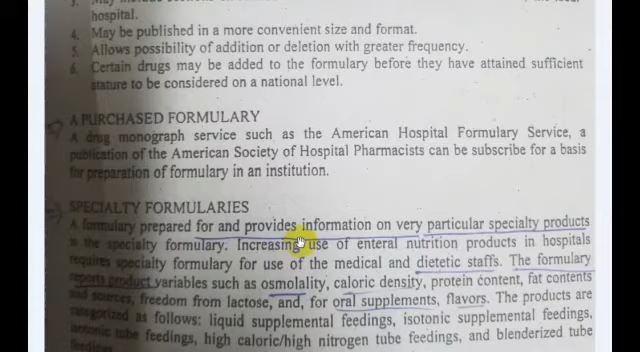 3. May include
hospital.
4. May be published in a more convenient size and format.
5. Allows possibility of addition or deletion with greater frequency.
6. Certain drugs may be added to the formulary before they have attained sufficient
stature to be considered on a national level.
A PURCHASED FORMULARY
A drug monograph service such as the American Hospital Formulary Service, a
publication of the American Society of Hospital Pharmacists can be subscribe for a basis
for preparation of formulary in an institution.
SPECIALTY FORMULARIES
A formulary prepared for and provides information on very particular specialty products
is the specialty formulary. Increasing use of enteral nutrition products in hospitals
requires specialty formulary for use of the medical and dietetic staffs. The formulary
reports product variables such as osmolality, caloric density, protein content, fat contents
and sources, freedom from lactose, and, for oral supplements, flavors. The products are
categorized as follows: liquid supplemental feedings, isotonic supplemental feedings,
isotonic tube feedings, high caloric/high nitrogen tube feedings, and blenderized tube
feedings.